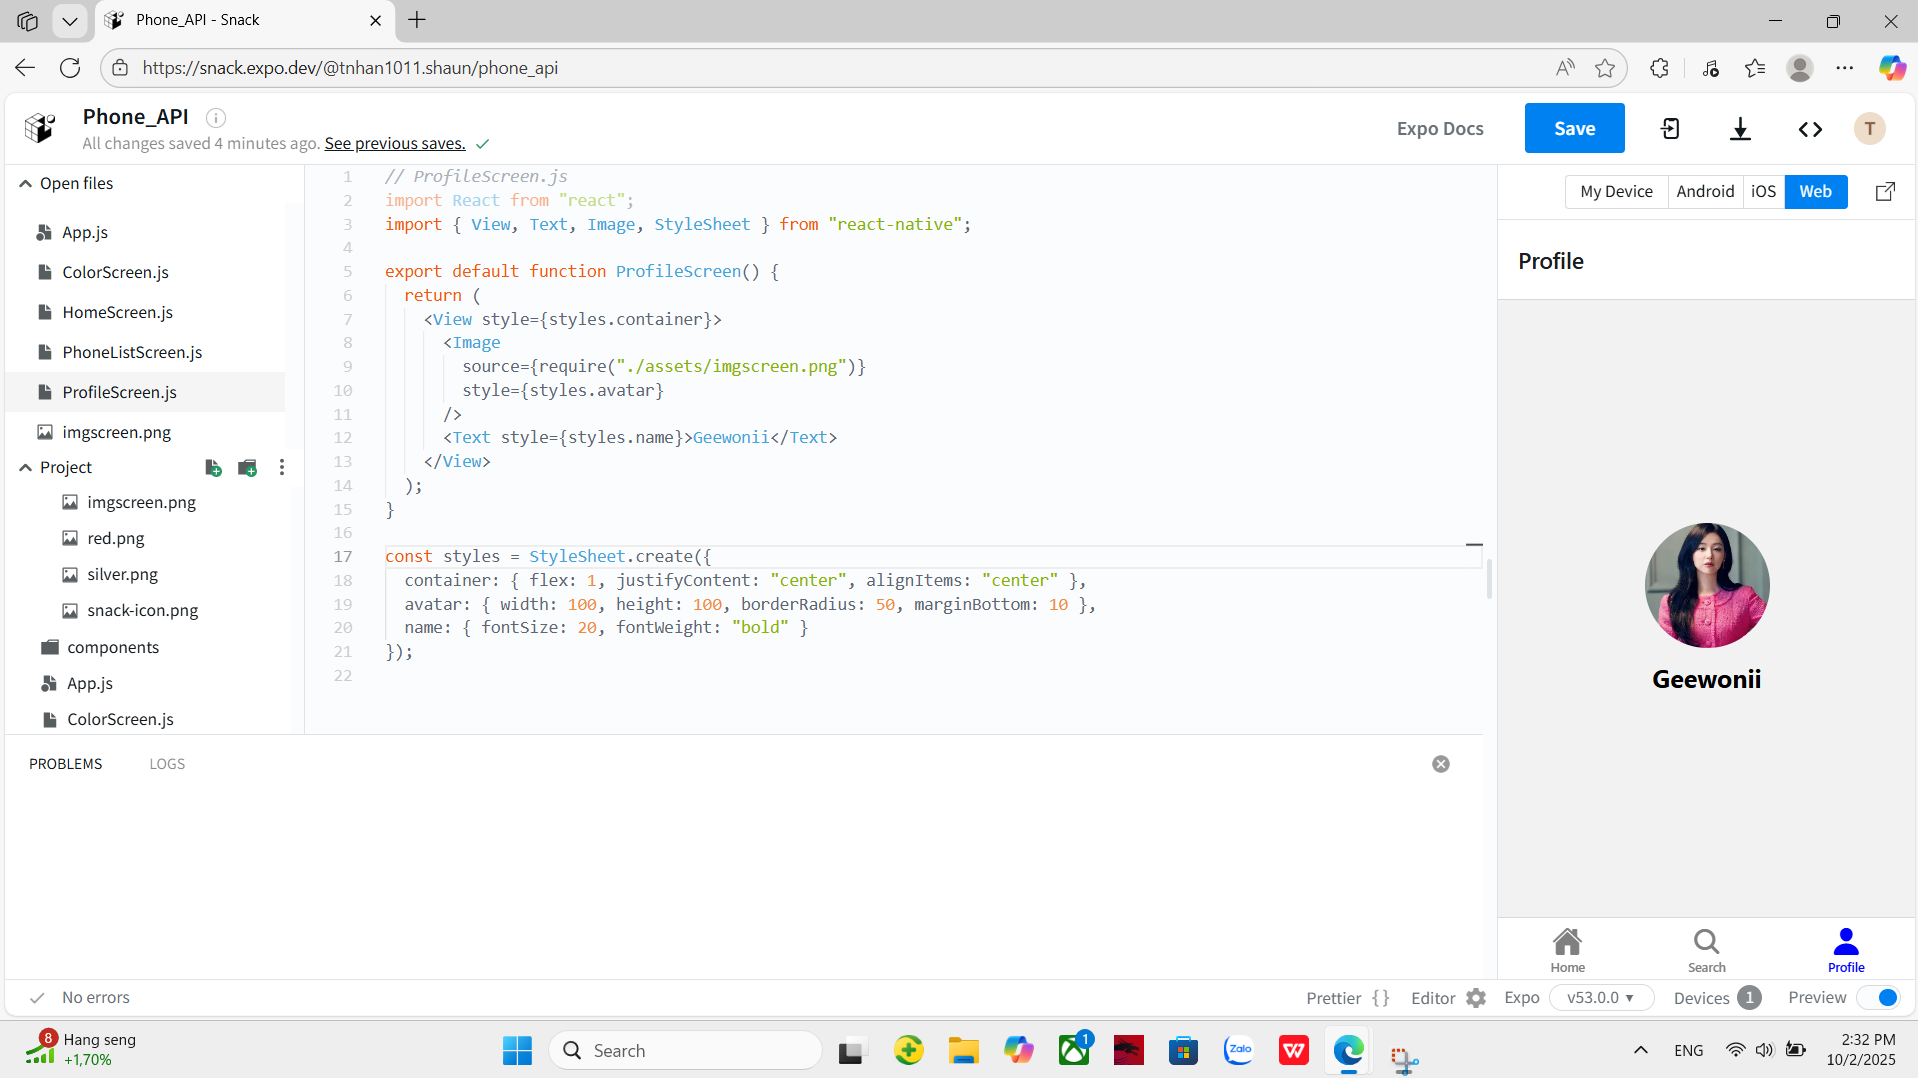 Phone_API - Snack
https://snack.expo.dev/@tnhan1011.shaun/phone_api
Phone_API
All changes saved 4 minutes ago. See previous saves.
Expo Docs
Save
T
Open files
App.js
ColorScreen.js
HomeScreen.js
PhoneListScreen.js
ProfileScreen.js
imgscreen.png
Project
imgscreen.png
red.png
silver.png
snack-icon.png
components
App.js
ColorScreen.js
1 // ProfileScreen.js
2 import React from "react";
3 import { View, Text, Image, StyleSheet } from "react-native";
4
5 export default function ProfileScreen() {
6 return (
7 <View style={styles.container}>
8 <Image
9 source={require("./assets/imgscreen.png")}
10 style={styles.avatar}
11 />
12 <Text style={styles.name}>Geewonii</Text>
13 </View>
14 );
15 }
16
17 const styles = StyleSheet.create({
18 container: { flex: 1, justifyContent: "center", alignItems: "center" },
19 avatar: { width: 100, height: 100, borderRadius: 50, marginBottom: 10 },
20 name: { fontSize: 20, fontWeight: "bold" }
21 });
22
My Device Android iOS Web
Profile
Geewonii
Home Search Profile
PROBLEMS LOGS
No errors
Prettier {} Editor Expo v53.0.0 Devices 1 Preview
8 Hang seng
+1,70%
Search
1
Zalo
W
ENG
2:32 PM
10/2/2025